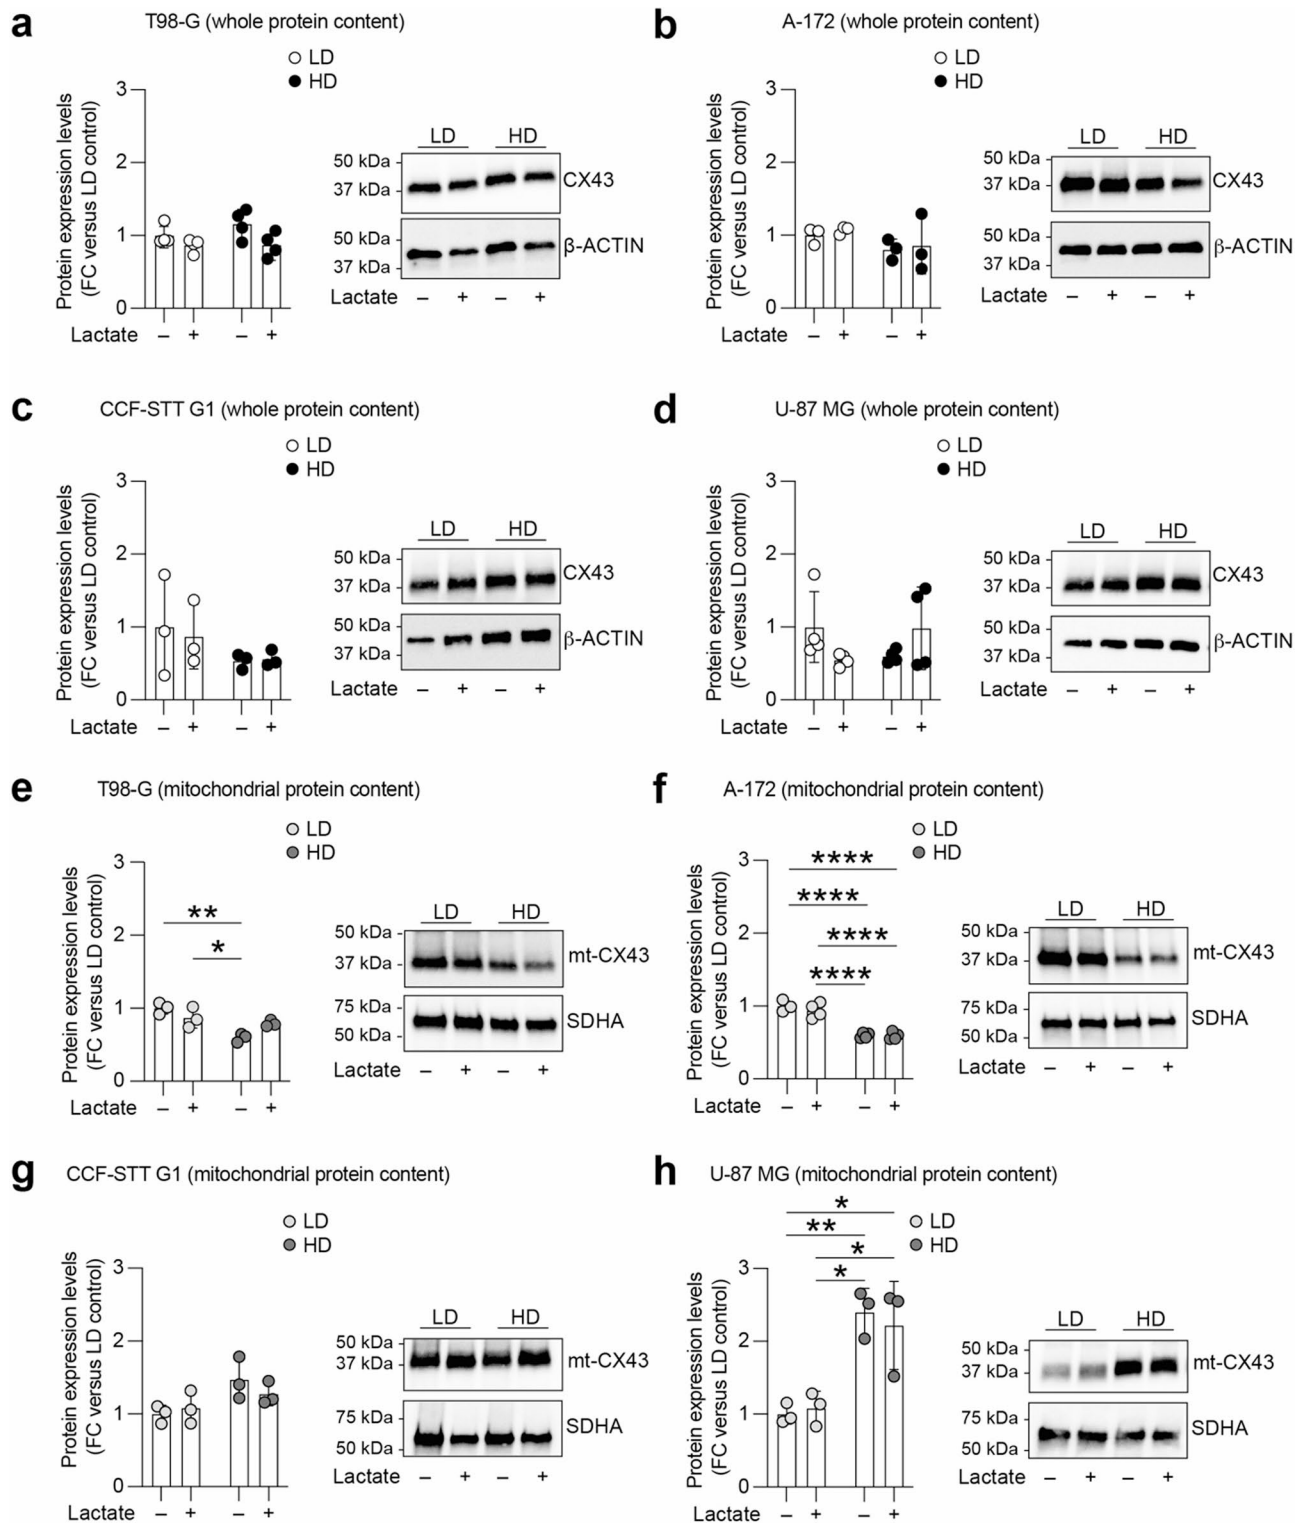 a
T98-G (whole protein content)
LD
HD
Protein expression levels
(FC versus LD control)
3
2
1
0
Lactate – + – +
LD HD
50 kDa
37 kDa
CX43
50 kDa
37 kDa
β-ACTIN
Lactate – + – +
b
A-172 (whole protein content)
LD
HD
Protein expression levels
(FC versus LD control)
3
2
1
0
Lactate – + – +
LD HD
50 kDa
37 kDa
CX43
50 kDa
37 kDa
β-ACTIN
Lactate – + – +
c
CCF-STT G1 (whole protein content)
LD
HD
Protein expression levels
(FC versus LD control)
3
2
1
0
Lactate – + – +
LD HD
50 kDa
37 kDa
CX43
50 kDa
37 kDa
β-ACTIN
Lactate – + – +
d
U-87 MG (whole protein content)
LD
HD
Protein expression levels
(FC versus LD control)
3
2
1
0
Lactate – + – +
LD HD
50 kDa
37 kDa
CX43
50 kDa
37 kDa
β-ACTIN
Lactate – + – +
e
T98-G (mitochondrial protein content)
LD
HD
Protein expression levels
(FC versus LD control)
3
2
1
0
**
*
Lactate – + – +
LD HD
50 kDa
37 kDa
mt-CX43
75 kDa
50 kDa
SDHA
Lactate – + – +
f
A-172 (mitochondrial protein content)
LD
HD
Protein expression levels
(FC versus LD control)
3
2
1
0
****
****
****
****
Lactate – + – +
LD HD
50 kDa
37 kDa
mt-CX43
75 kDa
50 kDa
SDHA
Lactate – + – +
g
CCF-STT G1 (mitochondrial protein content)
LD
HD
Protein expression levels
(FC versus LD control)
3
2
1
0
Lactate – + – +
LD HD
50 kDa
37 kDa
mt-CX43
75 kDa
50 kDa
SDHA
Lactate – + – +
h
U-87 MG (mitochondrial protein content)
LD
HD
Protein expression levels
(FC versus LD control)
3
2
1
0
*
**
*
*
Lactate – + – +
LD HD
50 kDa
37 kDa
mt-CX43
75 kDa
50 kDa
SDHA
Lactate – + – +